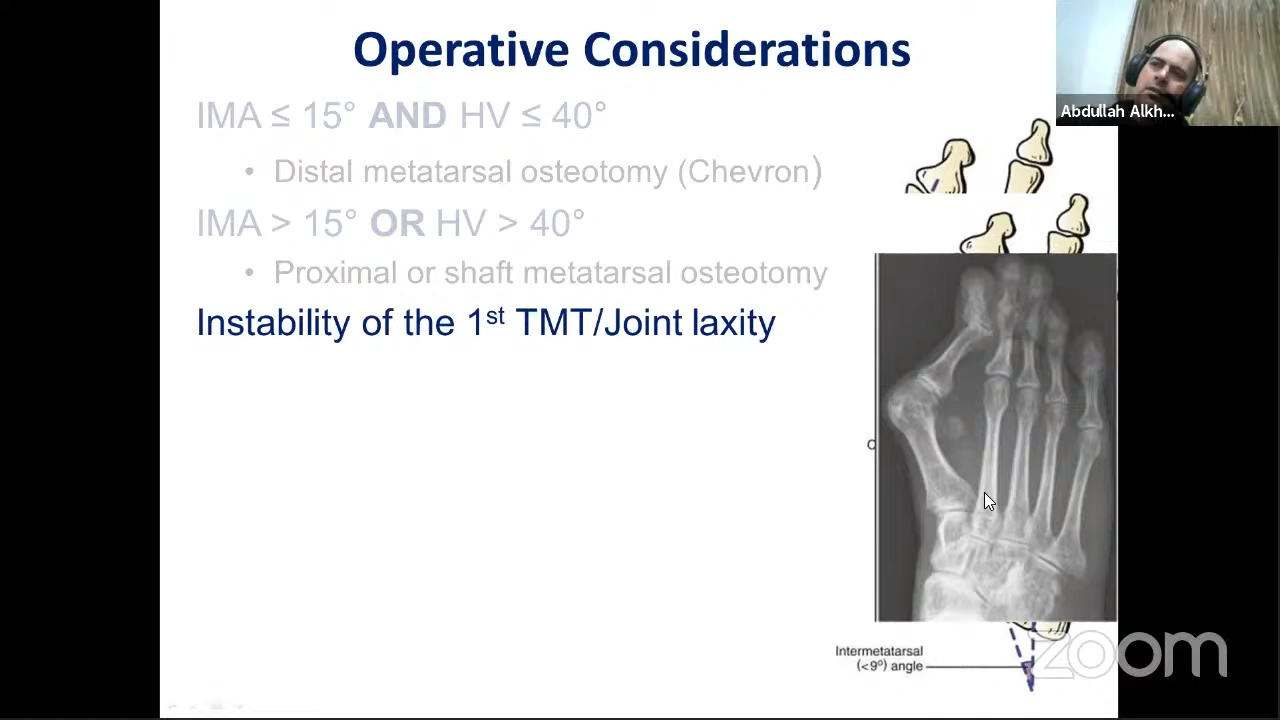 Operative Considerations
Abdullah Alkh...
IMA ≤ 15° AND HV ≤ 40°
• Distal metatarsal osteotomy (Chevron)
IMA > 15° OR HV > 40°
• Proximal or shaft metatarsal osteotomy
Instability of the 1st TMT/Joint laxity
Intermetatarsal
(<9°) angle
zoom